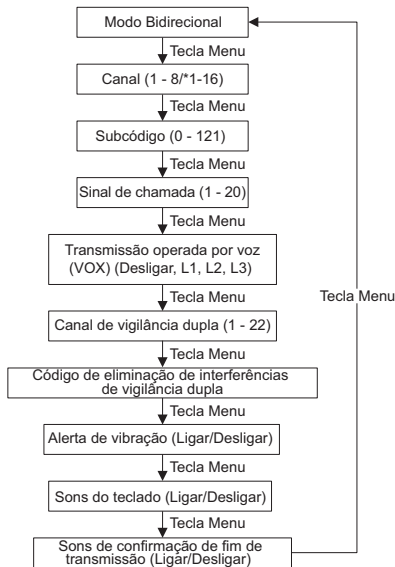 Modo Bidirecional
Tecla Menu
Canal (1 - 8/*1-16)
Tecla Menu
Subcódigo (0 - 121)
Tecla Menu
Sinal de chamada (1 - 20)
Tecla Menu
Transmissão operada por voz
(VOX) (Desligar, L1, L2, L3)
Tecla Menu
Tecla Menu
Canal de vigilância dupla (1 - 22)
Tecla Menu
Código de eliminação de interferências
de vigilância dupla
Tecla Menu
Alerta de vibração (Ligar/Desligar)
Tecla Menu
Sons do teclado (Ligar/Desligar)
Tecla Menu
Sons de confirmação de fim de
transmissão (Ligar/Desligar)